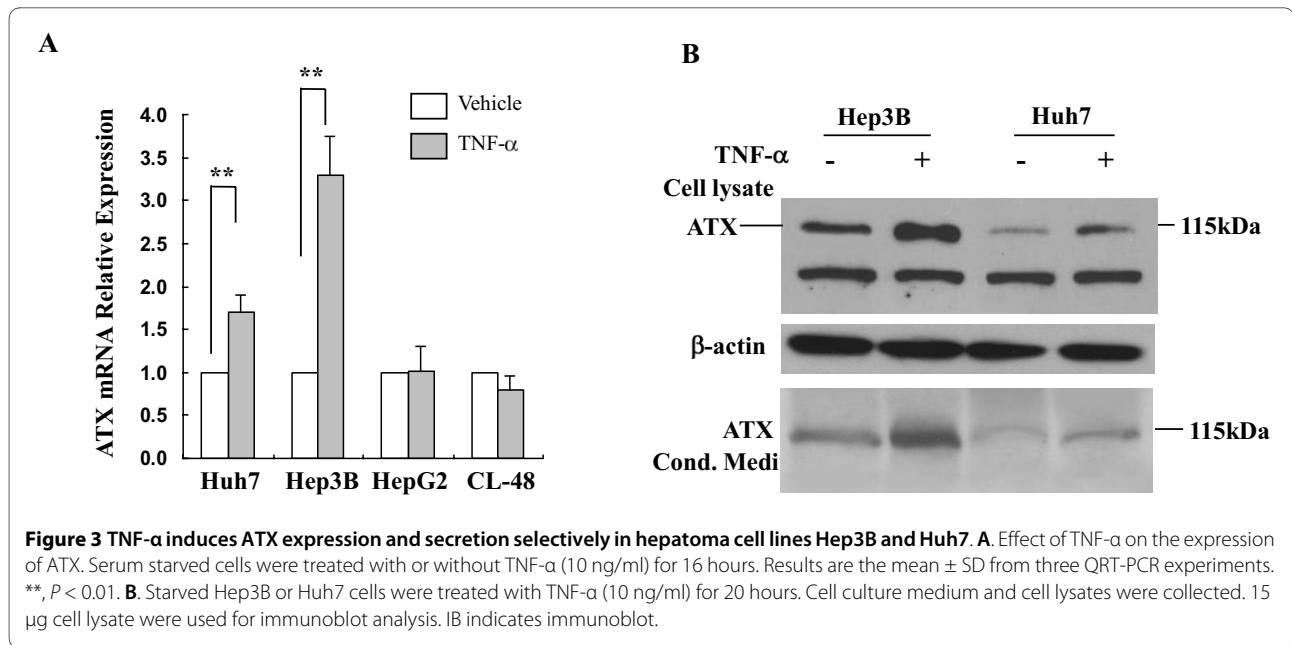 A
**
**
Vehicle
TNF-α
ATX mRNA Relative Expression
4.0
3.5
3.0
2.5
2.0
1.5
1.0
0.5
0.0
Huh7 Hep3B HepG2 CL-48
B
Hep3B Huh7
TNF-α - + - +
Cell lysate
ATX 115kDa
β-actin
ATX 115kDa
Cond. Medi
Figure 3 TNF-α induces ATX expression and secretion selectively in hepatoma cell lines Hep3B and Huh7. A. Effect of TNF-α on the expression
of ATX. Serum starved cells were treated with or without TNF-α (10 ng/ml) for 16 hours. Results are the mean ± SD from three QRT-PCR experiments.
**, P < 0.01. B. Starved Hep3B or Huh7 cells were treated with TNF-α (10 ng/ml) for 20 hours. Cell culture medium and cell lysates were collected. 15
μg cell lysate were used for immunoblot analysis. IB indicates immunoblot.